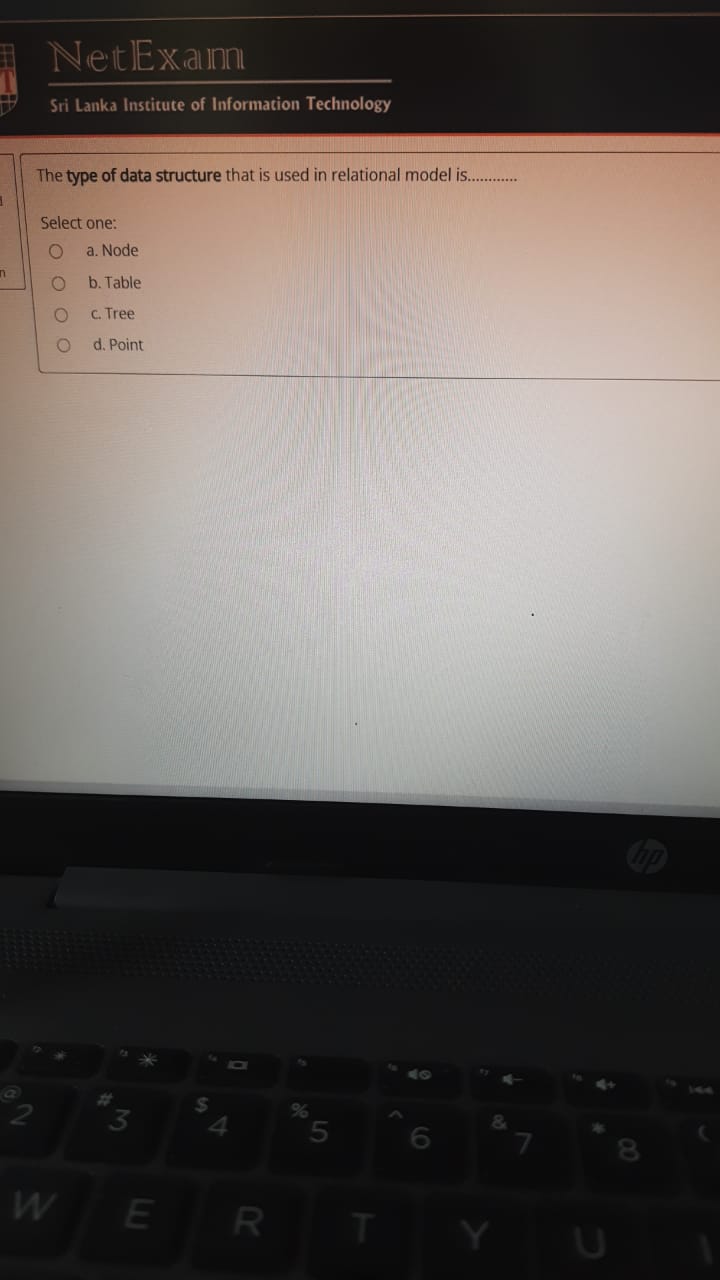 NetExam
Sri Lanka Institute of Information Technology
The type of data structure that is used in relational model is............
Select one:
a. Node
b. Table
c. Tree
d. Point
hp
@ 2 # 3 $ 4 % 5 ^ 6 & 7 * 8 (
W E R T Y U I